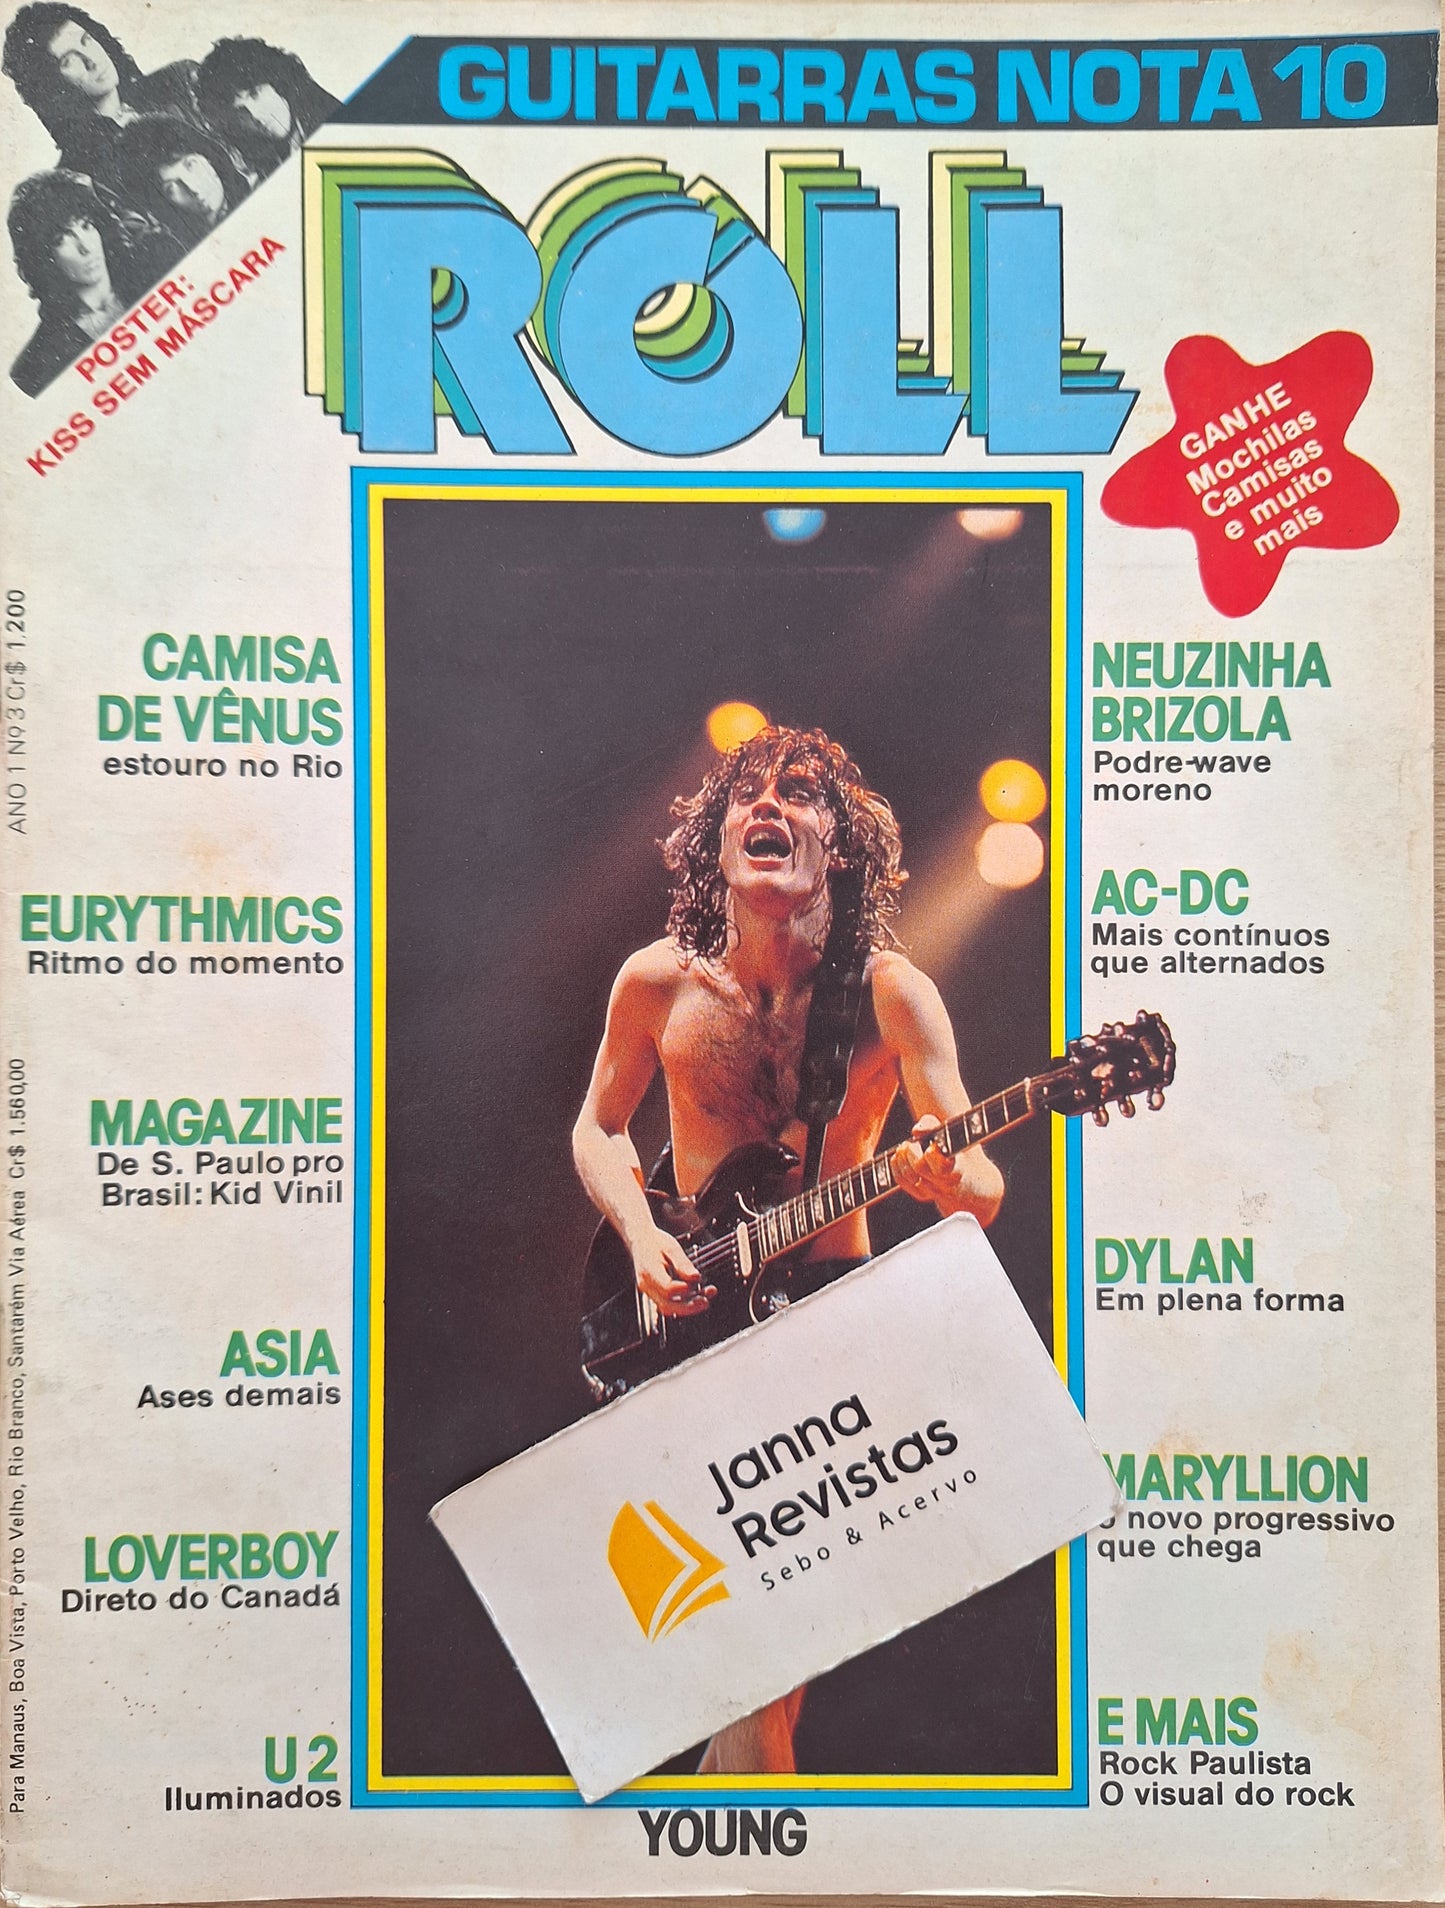 GUITARRAS NOTA 10
ROLL
POSTER:
KISS SEM MÁSCARA
GANHE
Mochilas
Camisas
e muito
mais
ANO 1 Nº 3 Cr$ 1.200
Para Manaus, Boa Vista, Porto Velho, Rio Branco, Santarém Via Aérea Cr$ 1.560,00
CAMISA
DE VÊNUS
estouro no Rio
EURYTHMICS
Ritmo do momento
MAGAZINE
De S. Paulo pro
Brasil: Kid Vinil
ASIA
Ases demais
LOVERBOY
Direto do Canadá
U2
Iluminados
NEUZINHA
BRIZOLA
Podre-wave
moreno
AC-DC
Mais contínuos
que alternados
DYLAN
Em plena forma
MARYLLION
o novo progressivo
que chega
E MAIS
Rock Paulista
O visual do rock
Janna
Revistas
Sebo & Acervo
YOUNG